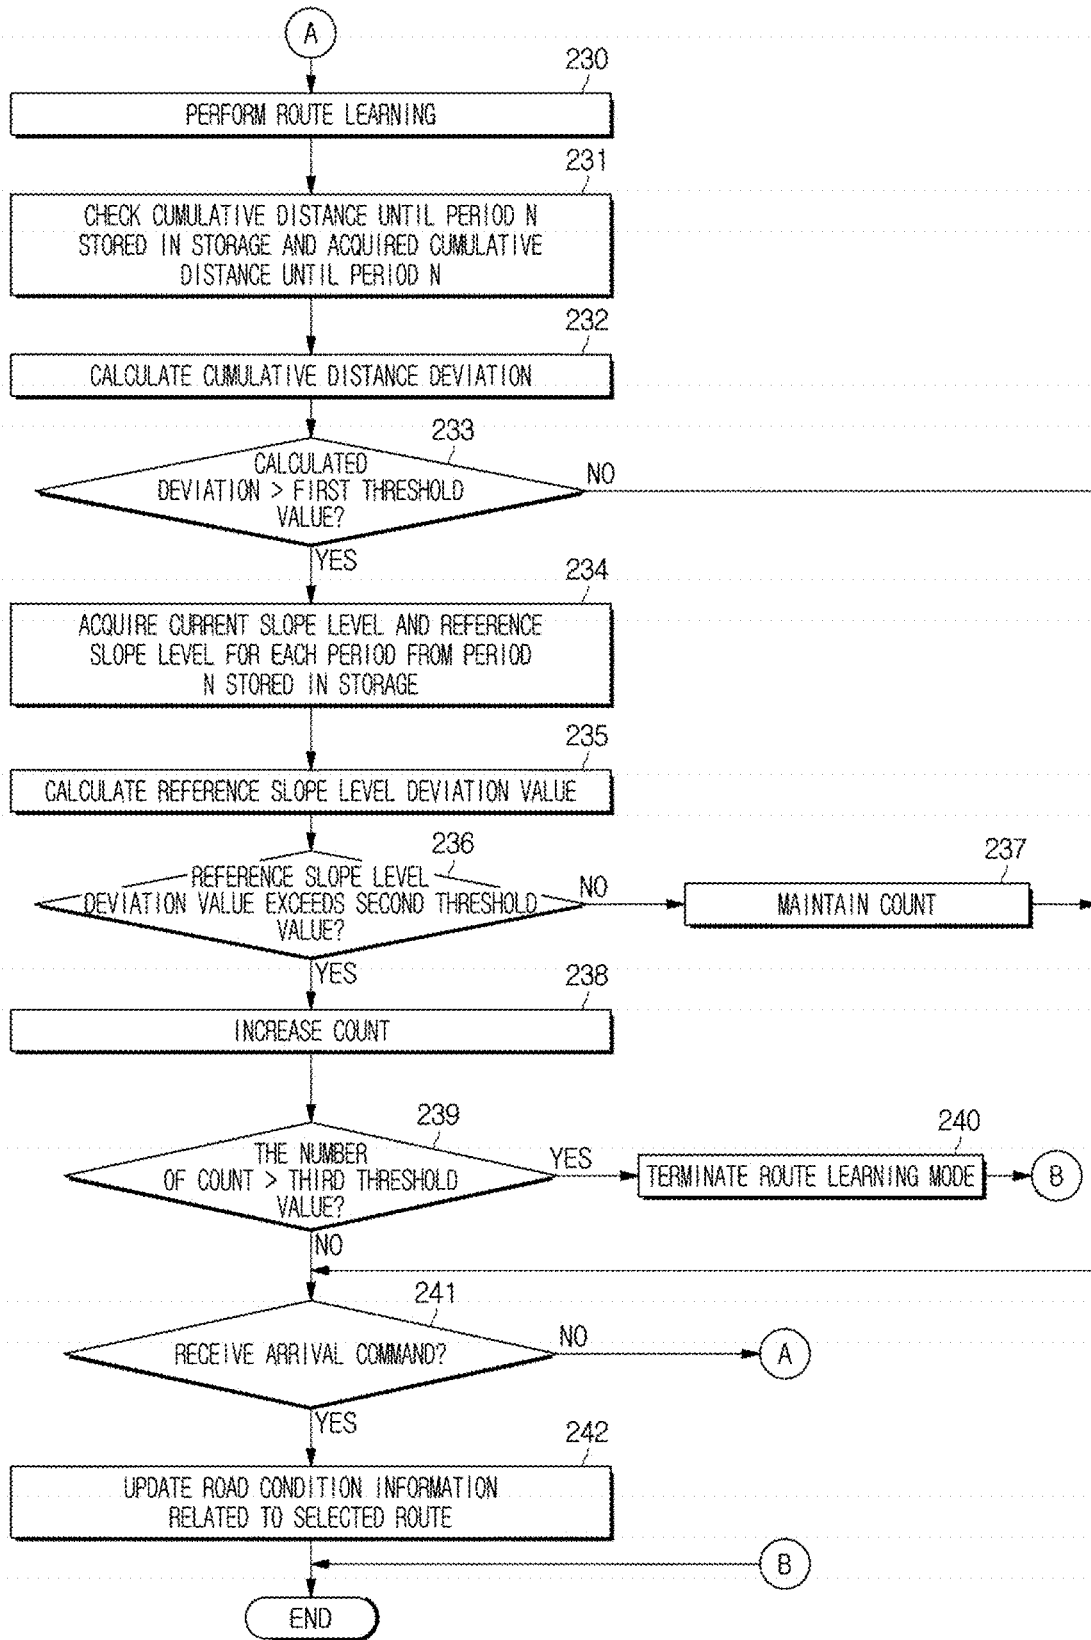 A
230
PERFORM ROUTE LEARNING
231
CHECK CUMULATIVE DISTANCE UNTIL PERIOD N
STORED IN STORAGE AND ACQUIRED CUMULATIVE
DISTANCE UNTIL PERIOD N
232
CALCULATE CUMULATIVE DISTANCE DEVIATION
233
CALCULATED
DEVIATION > FIRST THRESHOLD
VALUE?
NO
YES
234
ACQUIRE CURRENT SLOPE LEVEL AND REFERENCE
SLOPE LEVEL FOR EACH PERIOD FROM PERIOD
N STORED IN STORAGE
235
CALCULATE REFERENCE SLOPE LEVEL DEVIATION VALUE
236
REFERENCE SLOPE LEVEL
DEVIATION VALUE EXCEEDS SECOND THRESHOLD
VALUE?
NO
237
MAINTAIN COUNT
YES
238
INCREASE COUNT
239
THE NUMBER
OF COUNT > THIRD THRESHOLD
VALUE?
YES
240
TERMINATE ROUTE LEARNING MODE
B
NO
241
RECEIVE ARRIVAL COMMAND?
NO
A
YES
242
UPDATE ROAD CONDITION INFORMATION
RELATED TO SELECTED ROUTE
B
END